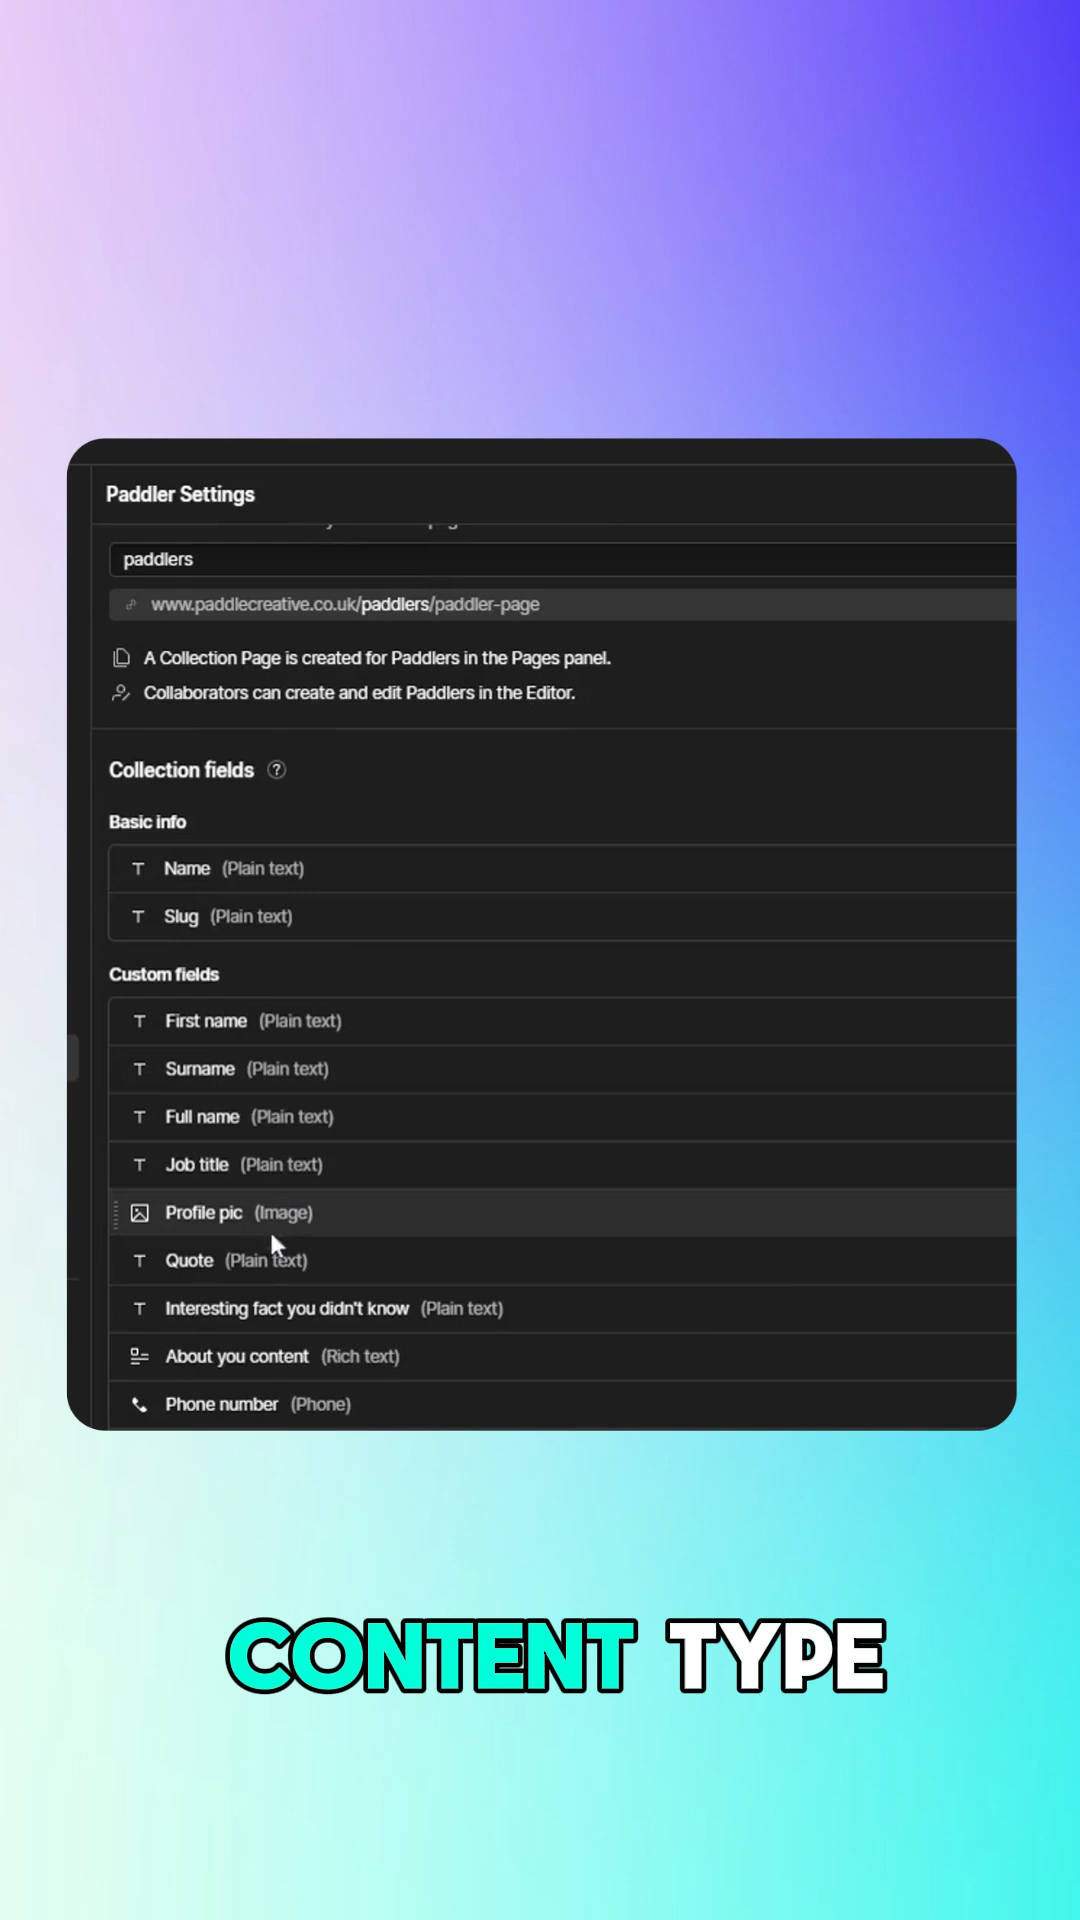 Paddler Settings
paddlers
www.paddlecreative.co.uk/paddlers/paddler-page
A Collection Page is created for Paddlers in the Pages panel.
Collaborators can create and edit Paddlers in the Editor.
Collection fields ?
Basic info
T Name (Plain text)
T Slug (Plain text)
Custom fields
T First name (Plain text)
T Surname (Plain text)
T Full name (Plain text)
T Job title (Plain text)
Profile pic (Image)
T Quote (Plain text)
T Interesting fact you didn't know (Plain text)
About you content (Rich text)
Phone number (Phone)
CONTENT TYPE